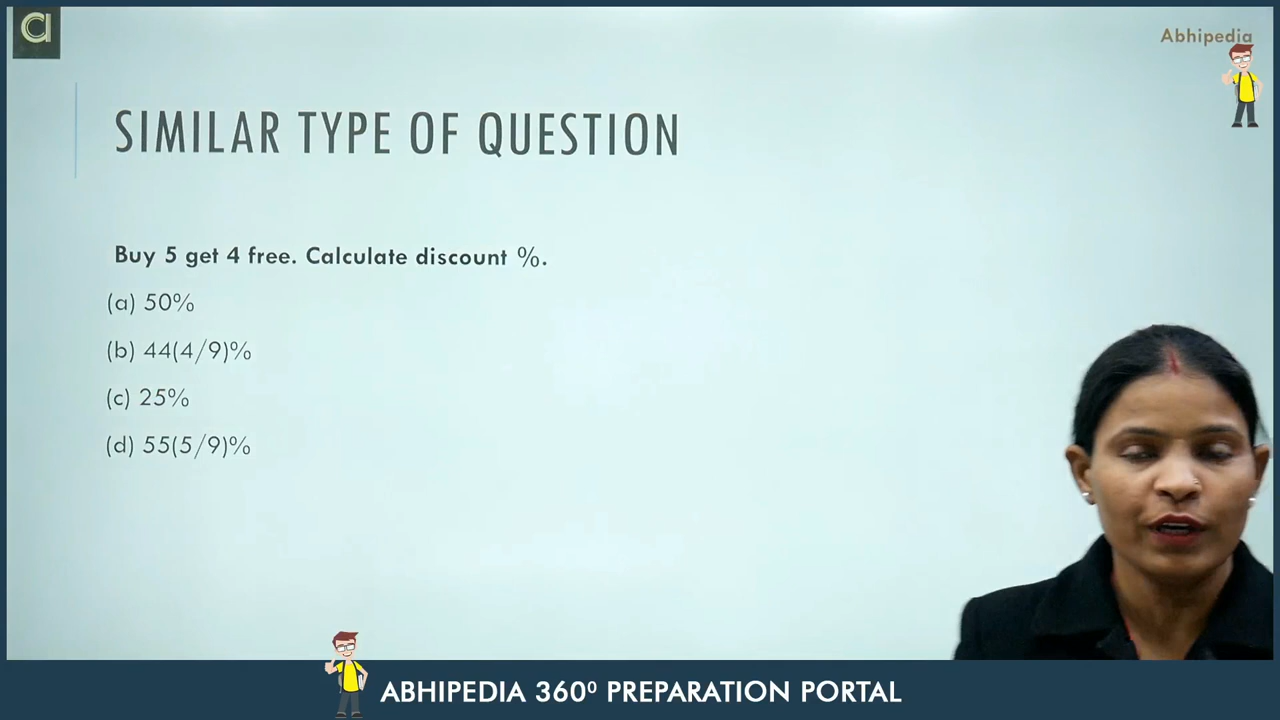 a
Abhipedia
SIMILAR TYPE OF QUESTION
Buy 5 get 4 free. Calculate discount %.
(a) 50%
(b) 44(4/9)%
(c) 25%
(d) 55(5/9)%
ABHIPEDIA 360⁰ PREPARATION PORTAL